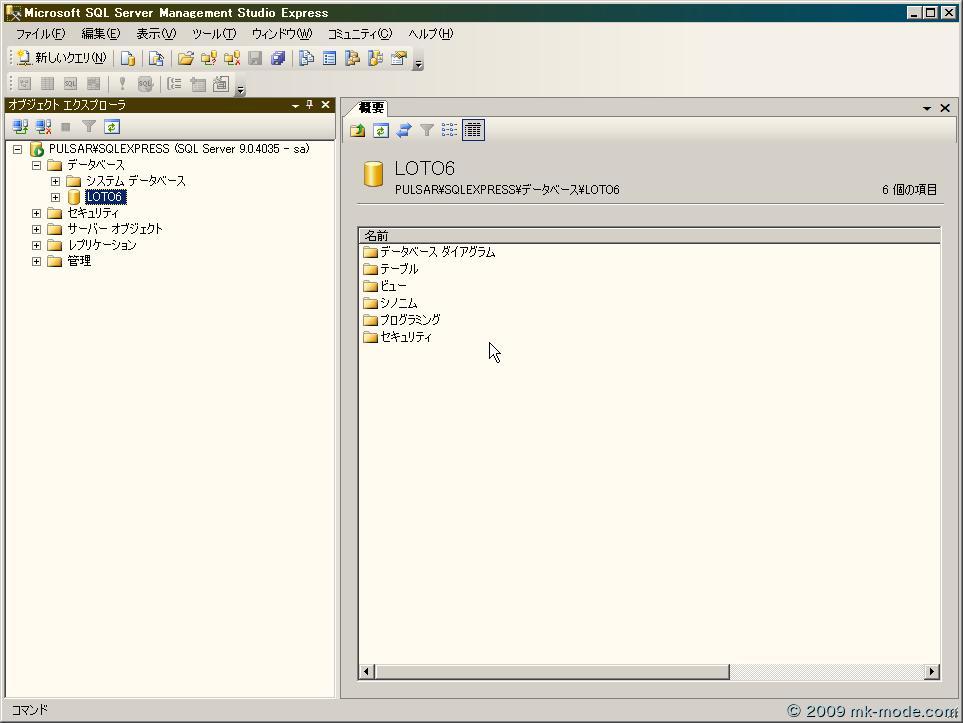 Microsoft SQL Server Management Studio Express
ファイル(F) 編集(E) 表示(V) ツール(T) ウィンドウ(W) コミュニティ(C) ヘルプ(H)
新しいクエリ(N)
オブジェクト エクスプローラ
PULSAR¥SQLEXPRESS (SQL Server 9.0.4035 - sa)
データベース
システム データベース
LOTO6
セキュリティ
サーバー オブジェクト
レプリケーション
管理
概要
LOTO6
PULSAR¥SQLEXPRESS¥データベース¥LOTO6
6 個の項目
名前
データベース ダイアグラム
テーブル
ビュー
シノニム
プログラミング
セキュリティ
コマンド
© 2009 mk-mode.com